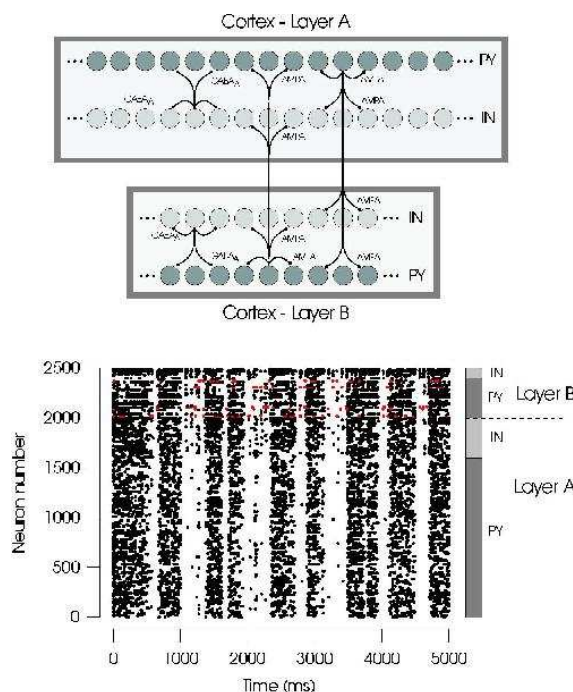 Cortex - Layer A
··· ··· PY
GABAA AMPA AMPA
GABAA AMPA
··· ··· IN
AMPA
AMPA
··· ··· IN
GABAA AMPA
GABAA AMPA AMPA
··· ··· PY
Cortex - Layer B
2500
2000
1500
1000
500
0
Neuron number
0 1000 2000 3000 4000 5000
Time (ms)
IN
PY
Layer B
IN
Layer A
PY